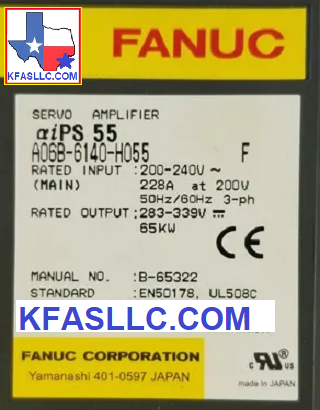 KFASLLC.COM
FANUC
SERVO AMPLIFIER
αiPS 55
A06B-6140-H055 F
RATED INPUT :200-240V ~
(MAIN) 228A at 200V
50Hz/60Hz 3-ph
RATED OUTPUT :283-339V ⎓
65KW
CE
MANUAL NO. :B-65322
STANDARD :EN50178, UL508C
KFASLLC.COM
FANUC CORPORATION
Yamanashi 401-0597 JAPAN
c RU US
made in JAPAN